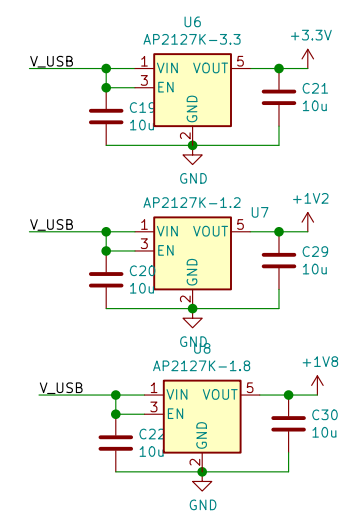 U6
AP2127K-3.3
+3.3V
V_USB
1 VIN VOUT 5
3 EN
C19
10u
GND
2
C21
10u
GND
AP2127K-1.2
U7
+1V2
V_USB
1 VIN VOUT 5
3 EN
C20
10u
GND
2
C29
10u
GND
U8
AP2127K-1.8
+1V8
V_USB
1 VIN VOUT 5
3 EN
C22
10u
GND
2
C30
10u
GND